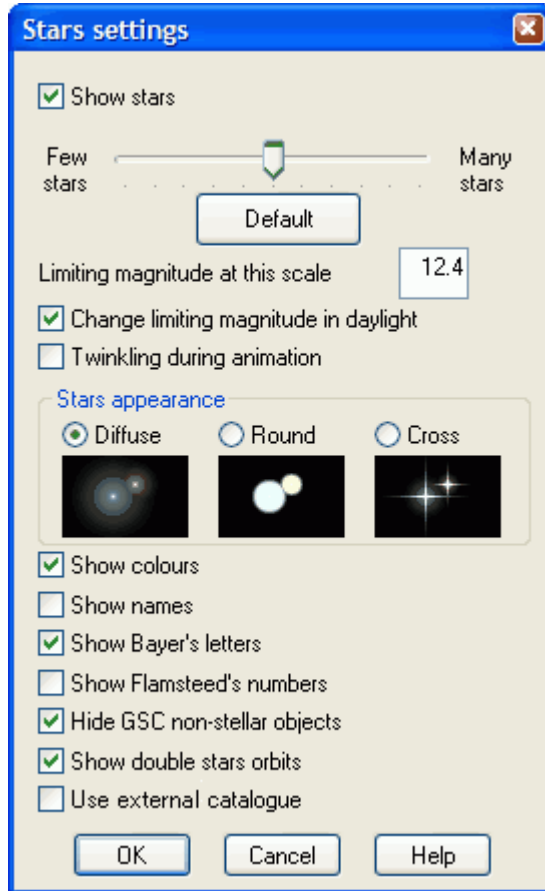 Stars settings
Show stars
Few stars
Many stars
Default
Limiting magnitude at this scale 12.4
Change limiting magnitude in daylight
Twinkling during animation
Stars appearance
Diffuse Round Cross
Show colours
Show names
Show Bayer's letters
Show Flamsteed's numbers
Hide GSC non-stellar objects
Show double stars orbits
Use external catalogue
OK Cancel Help